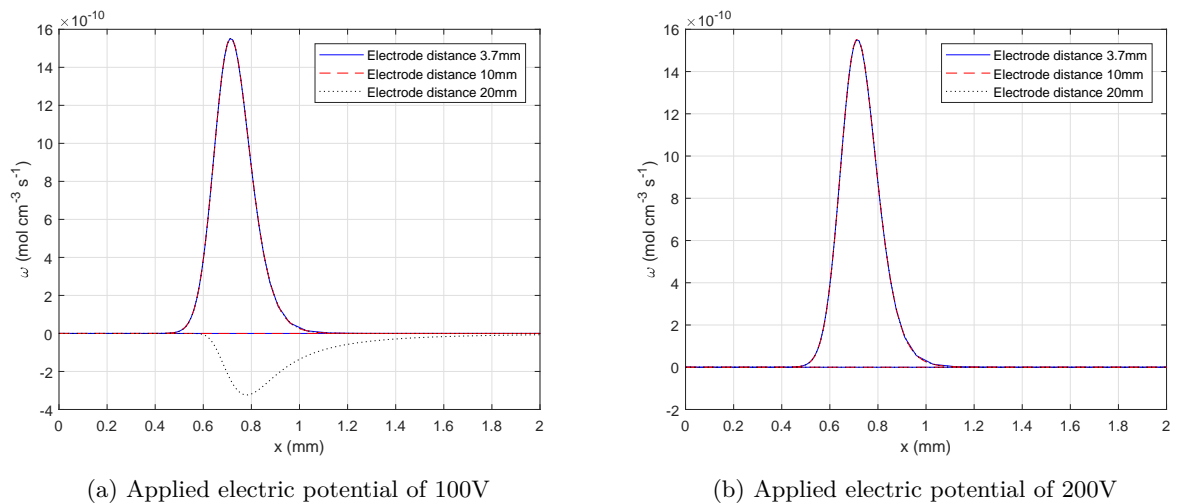 ×10⁻¹⁰
16
14
12
10
8
6
4
2
0
-2
-4
ω (mol cm⁻³ s⁻¹)
0 0.2 0.4 0.6 0.8 1 1.2 1.4 1.6 1.8 2
x (mm)
Electrode distance 3.7mm
Electrode distance 10mm
Electrode distance 20mm
(a) Applied electric potential of 100V
×10⁻¹⁰
16
14
12
10
8
6
4
2
0
-2
ω (mol cm⁻³ s⁻¹)
0 0.2 0.4 0.6 0.8 1 1.2 1.4 1.6 1.8 2
x (mm)
Electrode distance 3.7mm
Electrode distance 10mm
Electrode distance 20mm
(b) Applied electric potential of 200V